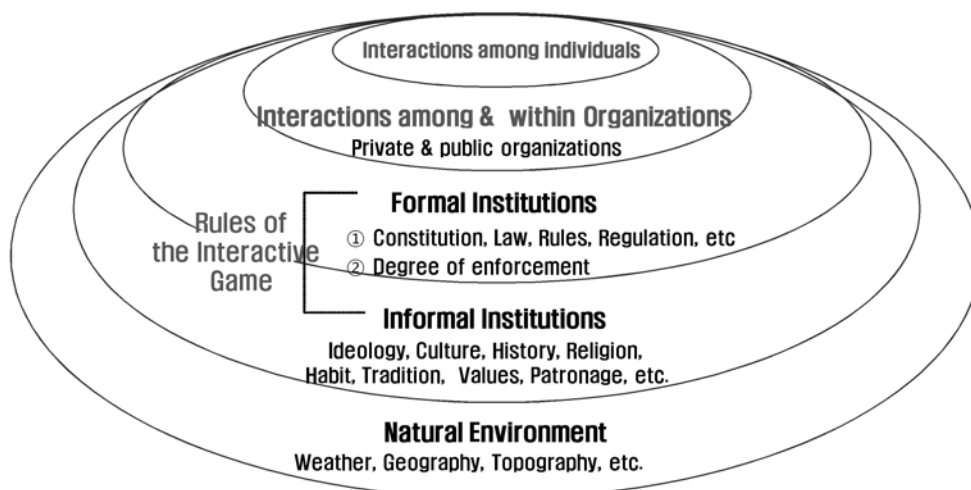 Interactions among individuals
Interactions among & within Organizations
Private & public organizations
Rules of
the Interactive
Game
Formal Institutions
① Constitution, Law, Rules, Regulation, etc
② Degree of enforcement
Informal Institutions
Ideology, Culture, History, Religion,
Habit, Tradition, Values, Patronage, etc.
Natural Environment
Weather, Geography, Topography, etc.